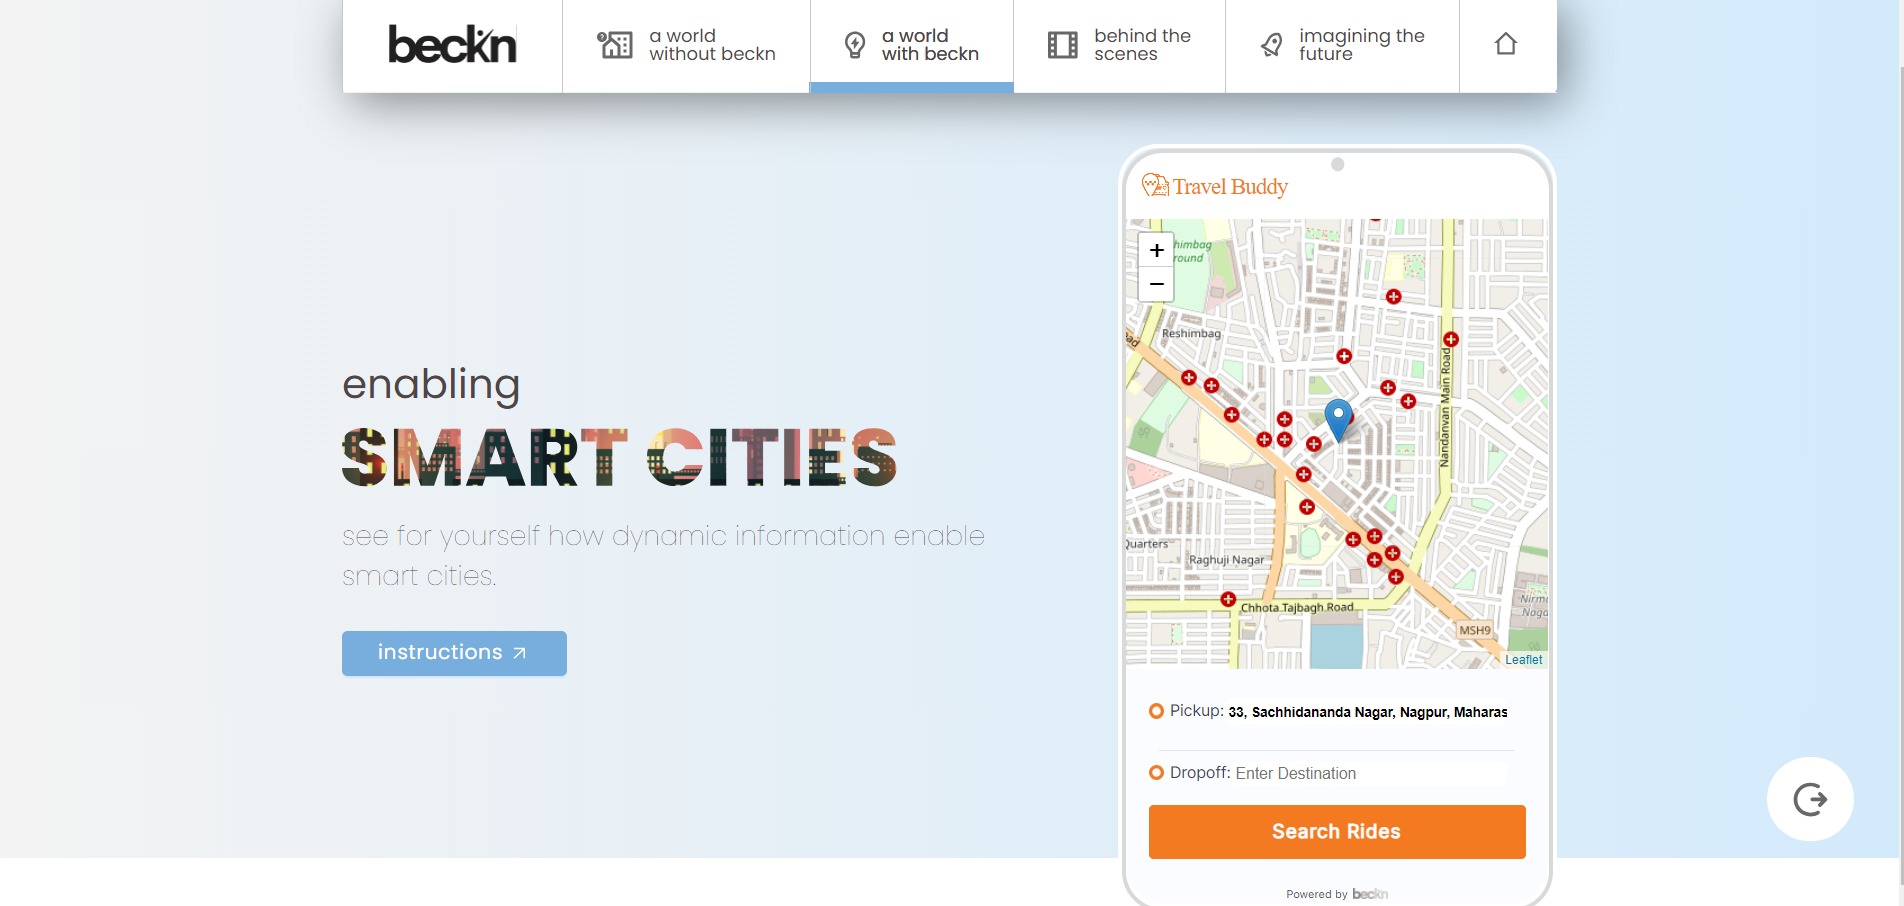 beckn
a world
without beckn
a world
with beckn
behind the
scenes
imagining the
future
enabling
SMART CITIES
see for yourself how dynamic information enable
smart cities.
instructions
Travel Buddy
+
−
Reshimbag
Nandanvan Main Road
Quarters
Raghuji Nagar
Chhota Tajbagh Road
MSH9
Leaflet
Pickup: 33, Sachhidananda Nagar, Nagpur, Maharas
Dropoff: Enter Destination
Search Rides
Powered by beckn